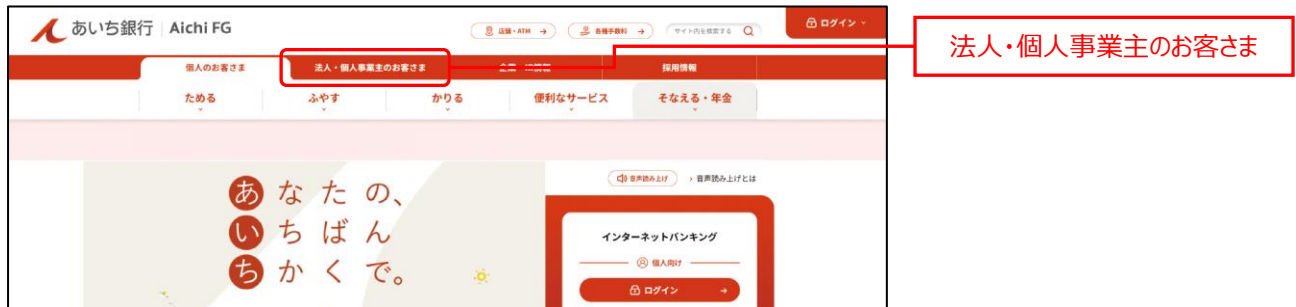 あいち銀行 | Aichi FG
店舗・ATM →
各種手数料 →
サイト内を検索する
ログイン
法人・個人事業主のお客さま
個人のお客さま
法人・個人事業主のお客さま
企業・IR情報
採用情報
ためる
ふやす
かりる
便利なサービス
そなえる・年金
音声読み上げ
› 音声読み上げとは
あなたの、
いちばん
ちかくで。
インターネットバンキング
個人向け
ログイン →